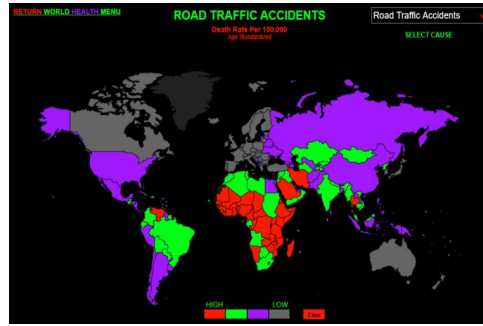 RETURN WORLD HEALTH MENU
ROAD TRAFFIC ACCIDENTS
Road Traffic Accidents
Death Rate Per 100,000
Age Standardized
SELECT CAUSE
HIGH
LOW
Clear